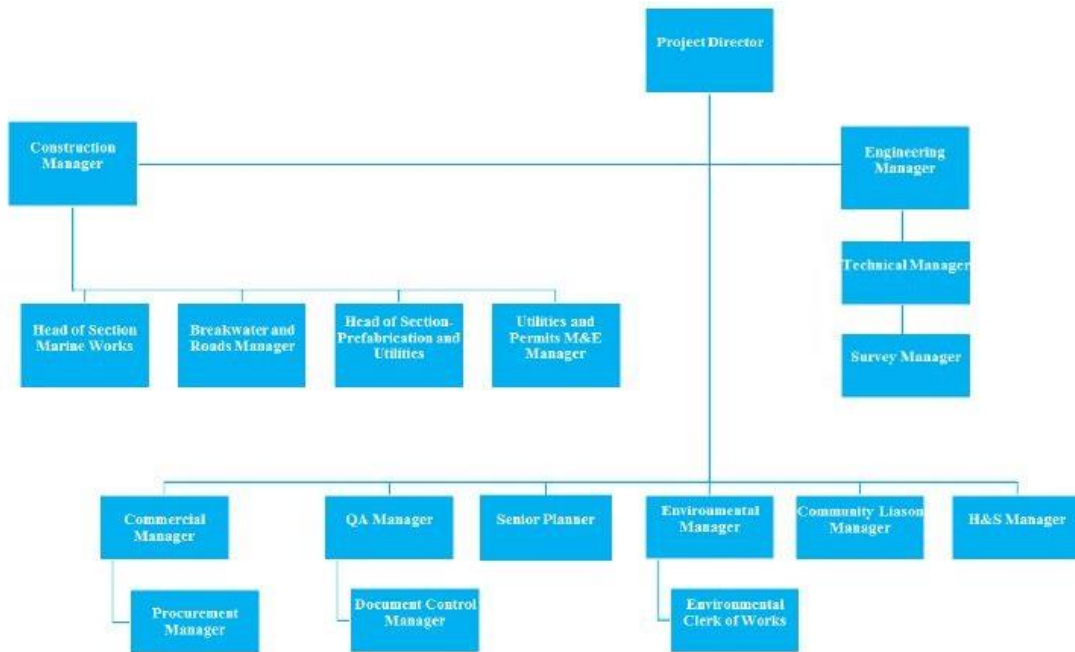 Project Director
Construction
Manager
Engineering
Manager
Technical Manager
Head of Section
Marine Works
Breakwater and
Roads Manager
Head of Section-
Prefabrication and
Utilities
Utilities and
Permits M&E
Manager
Survey Manager
Commercial
Manager
QA Manager
Senior Planner
Environmental
Manager
Community Liason
Manager
H&S Manager
Procurement
Manager
Document Control
Manager
Environmental
Clerk of Works